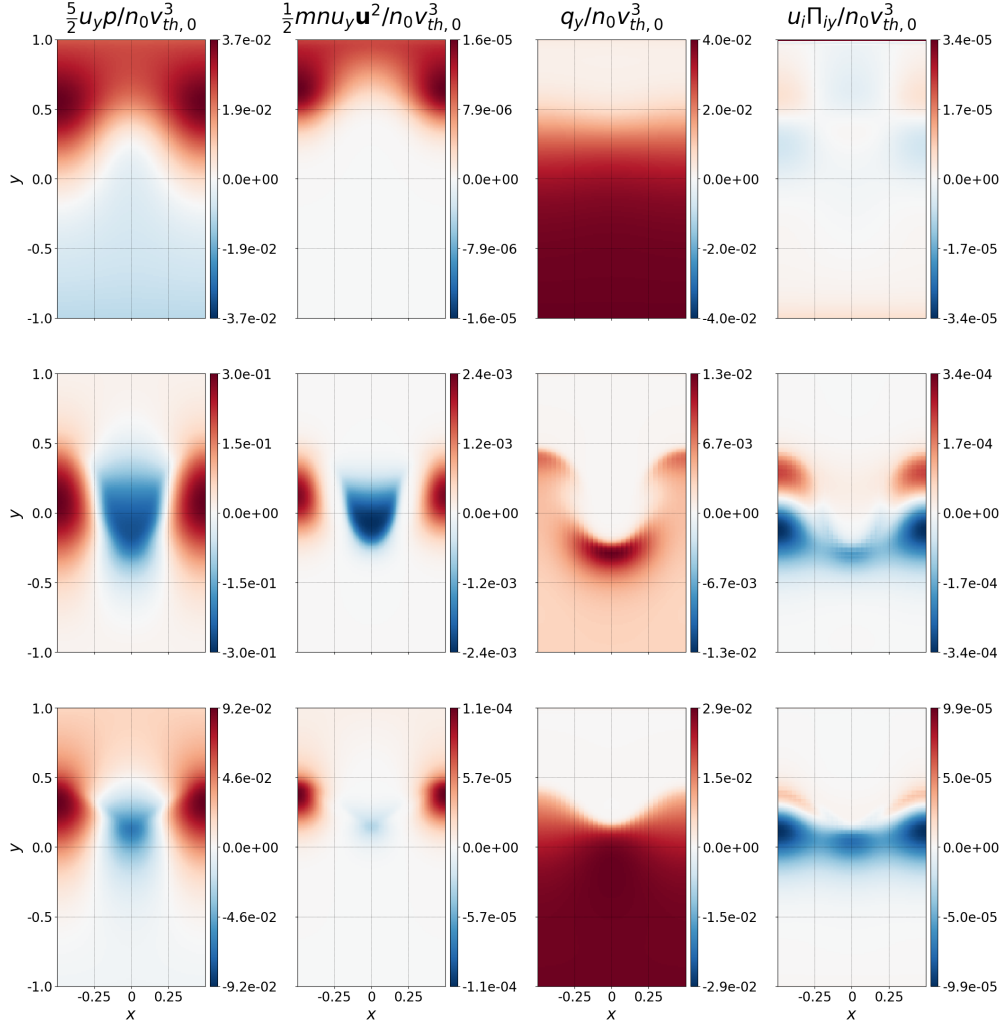 5/2 u_y p/n_0 v^3_{th, 0}
1/2 mnu_y 𝐮^2/n_0 v^3_{th, 0}
q_y/n_0 v^3_{th, 0}
u_i Π_{iy}/n_0 v^3_{th, 0}
1.0 3.7e-02 1.6e-05 4.0e-02 3.4e-05
0.5 1.9e-02 7.9e-06 2.0e-02 1.7e-05
y 0.0 0.0e+00 0.0e+00 0.0e+00 0.0e+00
-0.5 -1.9e-02 -7.9e-06 -2.0e-02 -1.7e-05
-1.0 -3.7e-02 -1.6e-05 -4.0e-02 -3.4e-05
1.0 3.0e-01 2.4e-03 1.3e-02 3.4e-04
0.5 1.5e-01 1.2e-03 6.7e-03 1.7e-04
y 0.0 0.0e+00 0.0e+00 0.0e+00 0.0e+00
-0.5 -1.5e-01 -1.2e-03 -6.7e-03 -1.7e-04
-1.0 -3.0e-01 -2.4e-03 -1.3e-02 -3.4e-04
1.0 9.2e-02 1.1e-04 2.9e-02 9.9e-05
0.5 4.6e-02 5.7e-05 1.5e-02 5.0e-05
y 0.0 0.0e+00 0.0e+00 0.0e+00 0.0e+00
-0.5 -4.6e-02 -5.7e-05 -1.5e-02 -5.0e-05
-1.0 -9.2e-02 -1.1e-04 -2.9e-02 -9.9e-05
-0.25 0 0.25 -0.25 0 0.25 -0.25 0 0.25 -0.25 0 0.25
x x x x